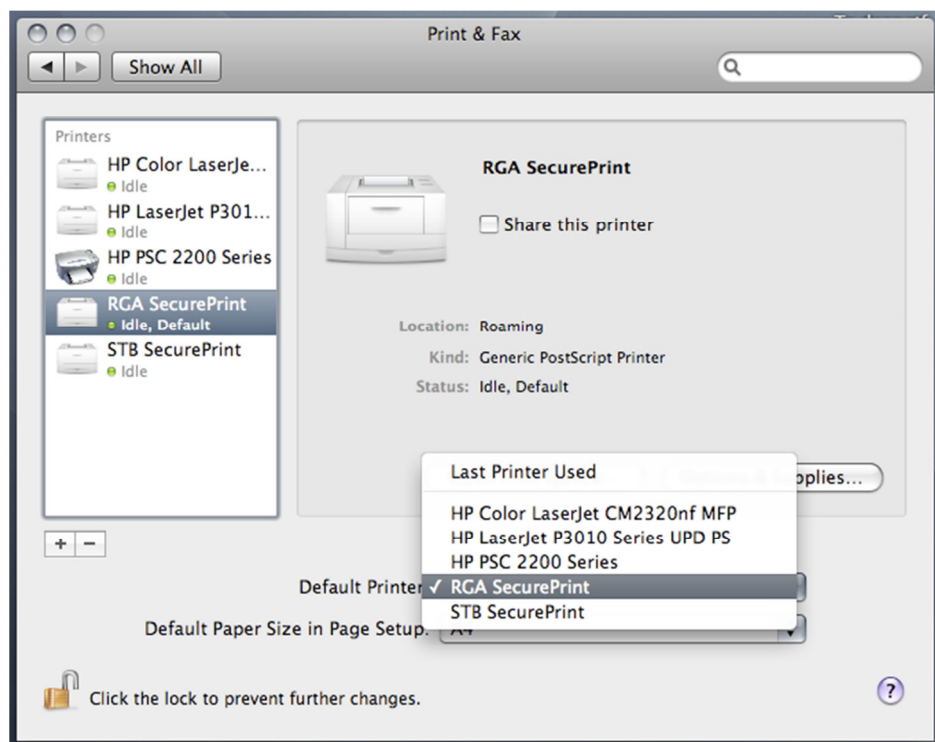 Print & Fax
Show All
Printers
HP Color LaserJe...
Idle
HP LaserJet P301...
Idle
HP PSC 2200 Series
Idle
RGA SecurePrint
Idle, Default
STB SecurePrint
Idle
RGA SecurePrint
Share this printer
Location: Roaming
Kind: Generic PostScript Printer
Status: Idle, Default
pplies...
Last Printer Used
HP Color LaserJet CM2320nf MFP
HP LaserJet P3010 Series UPD PS
HP PSC 2200 Series
Default Printer ✓ RGA SecurePrint
STB SecurePrint
Default Paper Size in Page Setup: A4
Click the lock to prevent further changes.
?